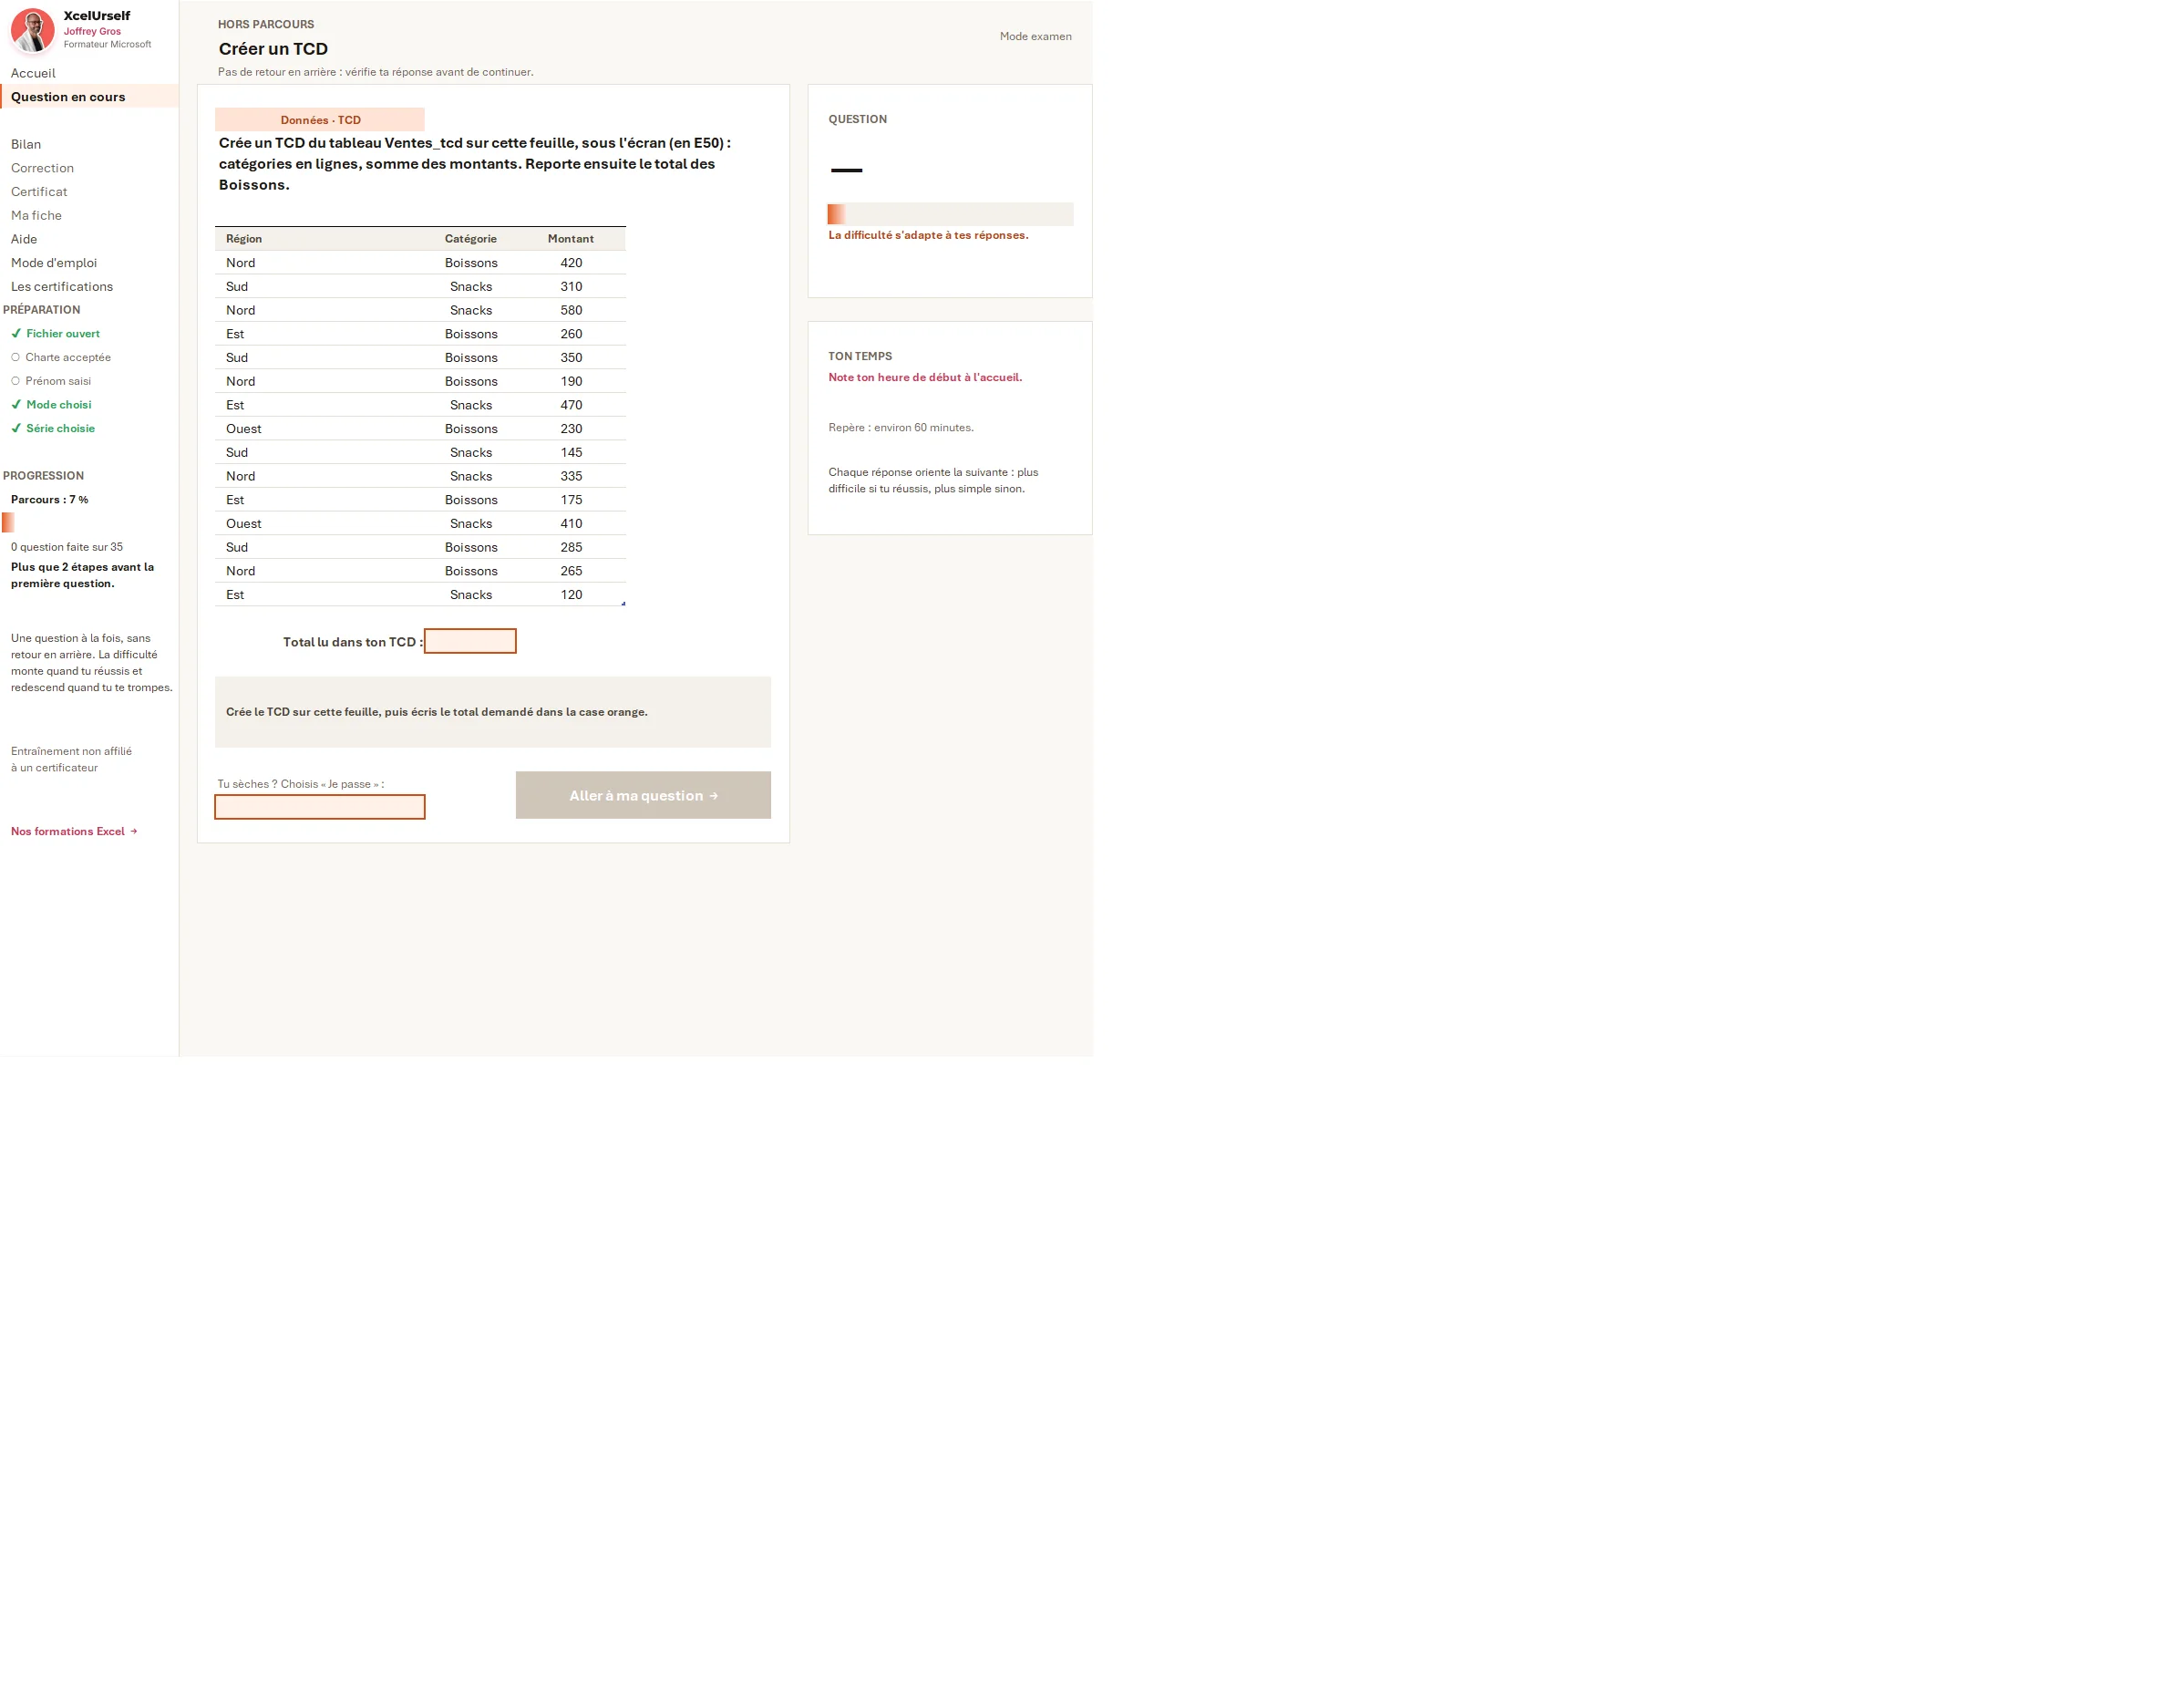 XcelUrself
Joffrey Gros
Formateur Microsoft
Accueil
Question en cours
Bilan
Correction
Certificat
Ma fiche
Aide
Mode d'emploi
Les certifications
PRÉPARATION
✓ Fichier ouvert
○ Charte acceptée
○ Prénom saisi
✓ Mode choisi
✓ Série choisie
PROGRESSION
Parcours : 7 %
0 question faite sur 35
Plus que 2 étapes avant la
première question.
Une question à la fois, sans
retour en arrière. La difficulté
monte quand tu réussis et
redescend quand tu te trompes.
Entraînement non affilié
à un certificateur
Nos formations Excel →
HORS PARCOURS
Créer un TCD
Pas de retour en arrière : vérifie ta réponse avant de continuer.
Mode examen
Données · TCD
Crée un TCD du tableau Ventes_tcd sur cette feuille, sous l'écran (en E50) :
catégories en lignes, somme des montants. Reporte ensuite le total des
Boissons.
Région Catégorie Montant
Nord Boissons 420
Sud Snacks 310
Nord Snacks 580
Est Boissons 260
Sud Boissons 350
Nord Boissons 190
Est Snacks 470
Ouest Boissons 230
Sud Snacks 145
Nord Snacks 335
Est Boissons 175
Ouest Snacks 410
Sud Boissons 285
Nord Boissons 265
Est Snacks 120
Total lu dans ton TCD :
Crée le TCD sur cette feuille, puis écris le total demandé dans la case orange.
Tu sèches ? Choisis « Je passe » :
Aller à ma question →
QUESTION
—
La difficulté s'adapte à tes réponses.
TON TEMPS
Note ton heure de début à l'accueil.
Repère : environ 60 minutes.
Chaque réponse oriente la suivante : plus
difficile si tu réussis, plus simple sinon.